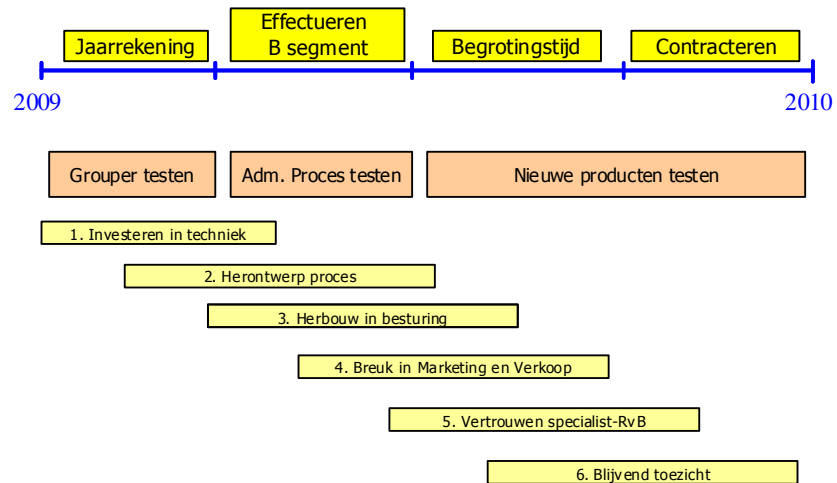 Jaarrekening
Effectueren
B segment
Begrotingstijd
Contracteren
2009
2010
Grouper testen
Adm. Proces testen
Nieuwe producten testen
1. Investeren in techniek
2. Herontwerp proces
3. Herbouw in besturing
4. Breuk in Marketing en Verkoop
5. Vertrouwen specialist-RvB
6. Blijvend toezicht